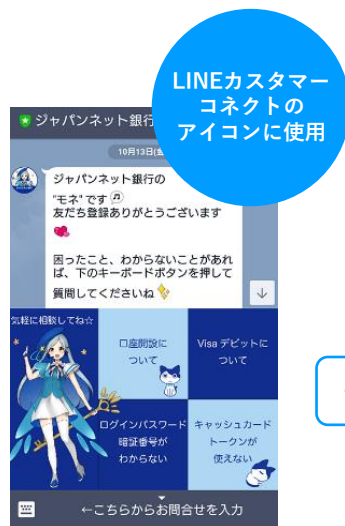 LINEカスタマー
コネクトの
アイコンに使用
ジャパンネット銀行
10月13日(金
ジャパンネット銀行の
"モネ"です
友だち登録ありがとうございます
困ったこと、わからないことがあれ
ば、下のキーボードボタンを押して
質問してくださいね
気軽に相談してね☆
口座開設に
ついて
Visa デビットに
ついて
ログインパスワード
暗証番号が
わからない
キャッシュカード
トークンが
使えない
←こちらからお問合せを入力